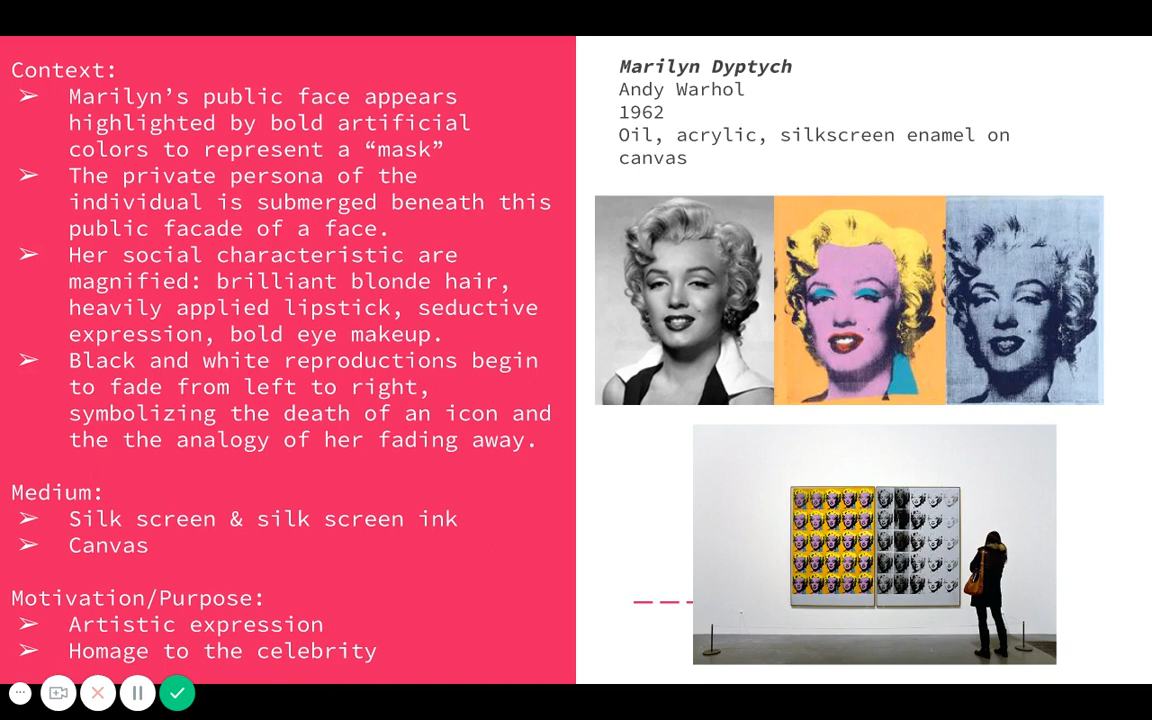 Context:
➢ Marilyn’s public face appears
highlighted by bold artificial
colors to represent a “mask”
➢ The private persona of the
individual is submerged beneath this
public facade of a face.
➢ Her social characteristic are
magnified: brilliant blonde hair,
heavily applied lipstick, seductive
expression, bold eye makeup.
➢ Black and white reproductions begin
to fade from left to right,
symbolizing the death of an icon and
the the analogy of her fading away.
Medium:
➢ Silk screen & silk screen ink
➢ Canvas
Motivation/Purpose:
➢ Artistic expression
➢ Homage to the celebrity
Marilyn Dyptych
Andy Warhol
1962
Oil, acrylic, silkscreen enamel on
canvas